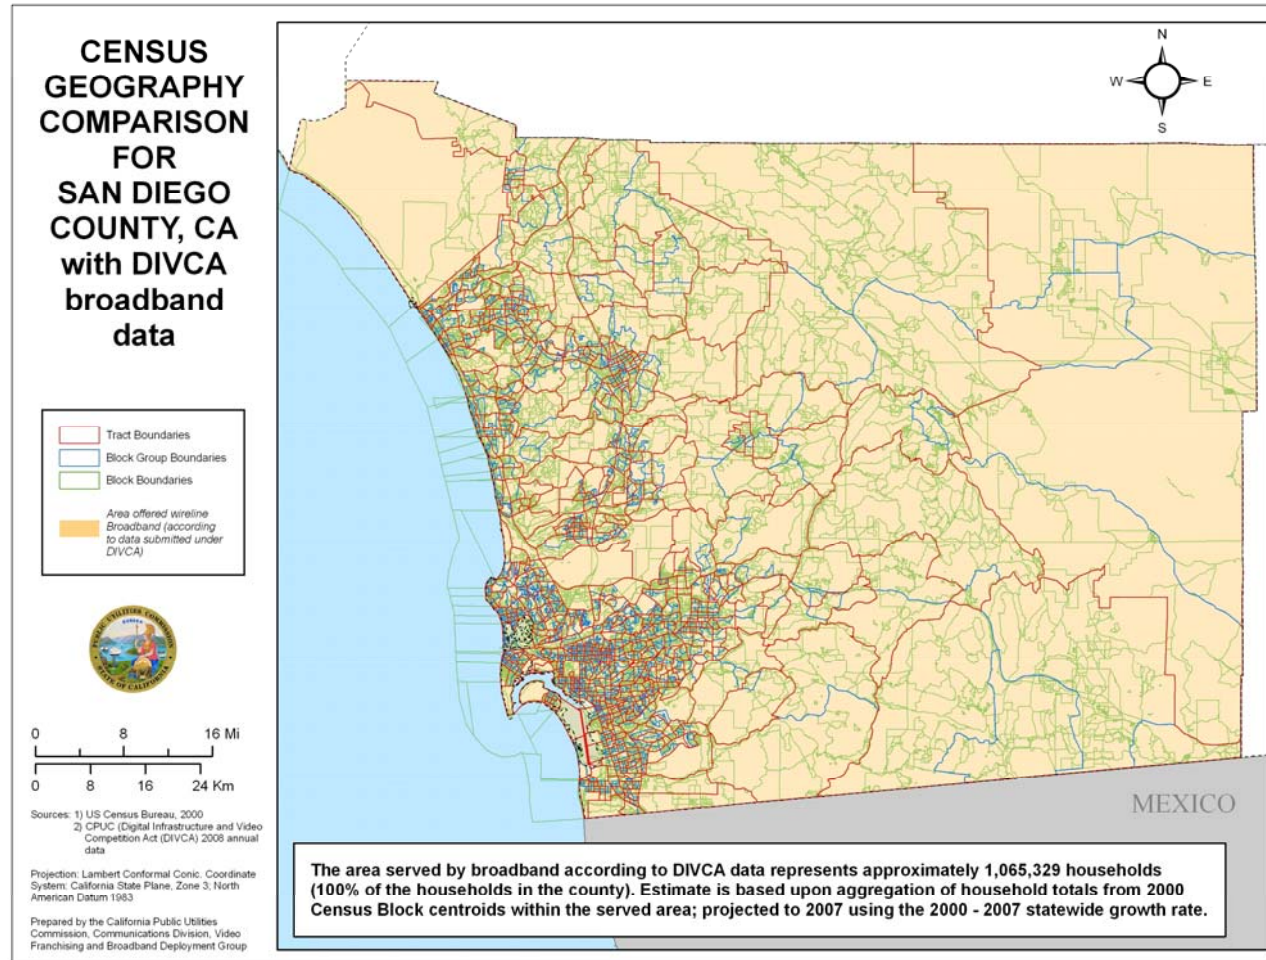 CENSUS
GEOGRAPHY
COMPARISON
FOR
SAN DIEGO
COUNTY, CA
with DIVCA
broadband
data
Tract Boundaries
Block Group Boundaries
Block Boundaries
Area offered wireline
Broadband (according
to data submitted under
DIVCA)
PUBLIC UTILITIES COMMISSION
STATE OF CALIFORNIA
0 8 16 Mi
0 8 16 24 Km
Sources: 1) US Census Bureau, 2000
2) CPUC (Digital Infrastructure and Video
Competition Act (DIVCA) 2008 annual
data
Projection: Lambert Conformal Conic. Coordinate
System: California State Plane, Zone 3; North
American Datum 1983
Prepared by the California Public Utilities
Commission, Communications Division, Video
Franchising and Broadband Deployment Group
N
W E
S
MEXICO
The area served by broadband according to DIVCA data represents approximately 1,065,329 households
(100% of the households in the county). Estimate is based upon aggregation of household totals from 2000
Census Block centroids within the served area; projected to 2007 using the 2000 - 2007 statewide growth rate.